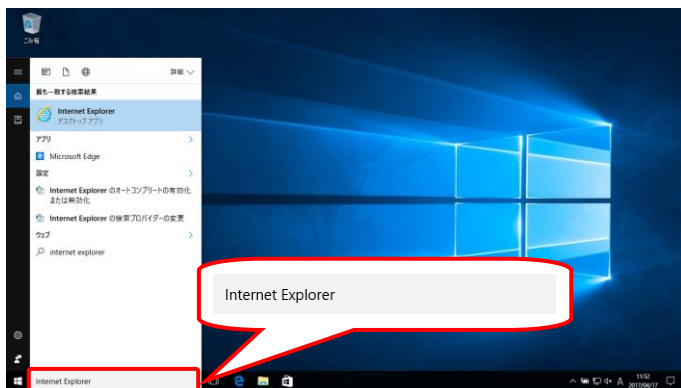 ごみ箱
詳細
最も一致する検索結果
Internet Explorer
デスクトップ アプリ
アプリ
Microsoft Edge
設定
Internet Explorer のオートコンプリートの有効化
または無効化
Internet Explorer の検索プロバイダーの変更
ウェブ
internet explorer
Internet Explorer
Internet Explorer
A
11:52
2017/04/17